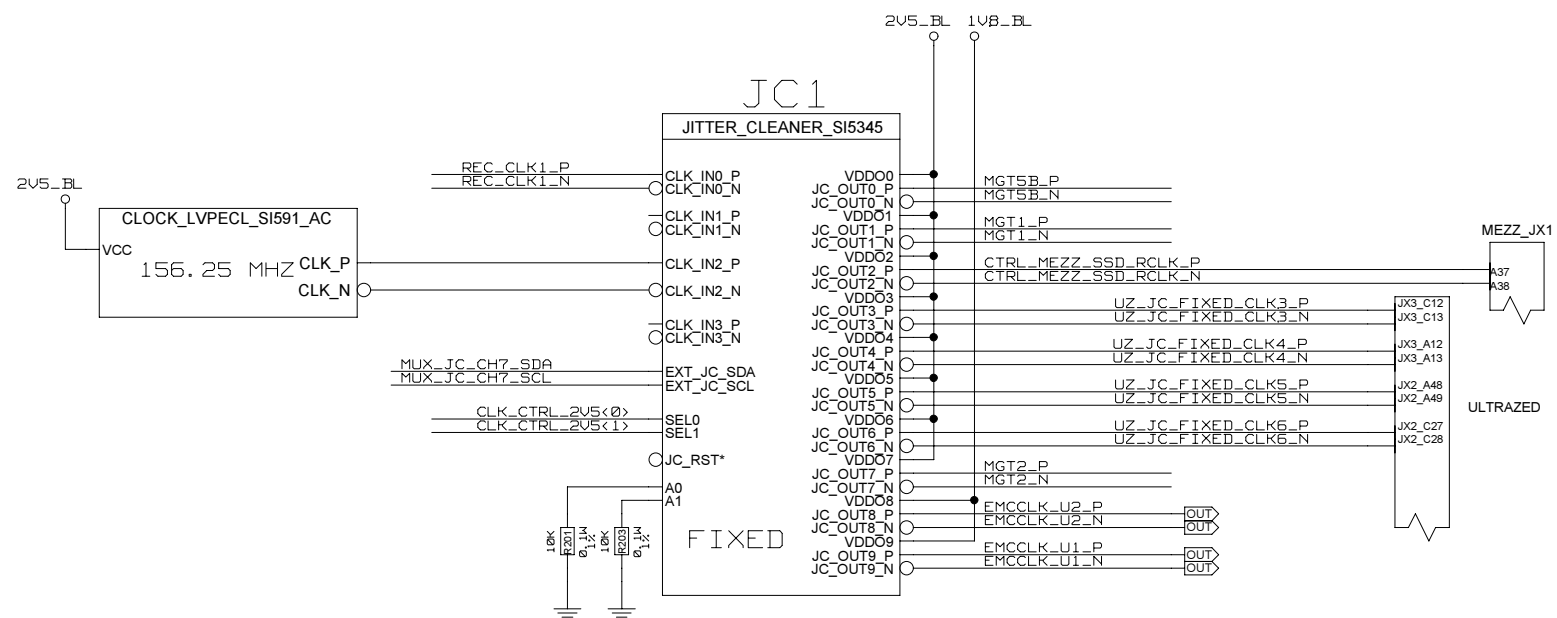 2V5_BL 1V8_BL
JC1
JITTER_CLEANER_SI5345
2V5_BL
CLOCK_LVPECL_SI591_AC
VCC
156.25 MHZ
CLK_P
CLK_N
REC_CLK1_P
REC_CLK1_N
MUX_JC_CH7_SDA
MUX_JC_CH7_SCL
CLK_CTRL_2V5<0>
CLK_CTRL_2V5<1>
CLK_IN0_P
CLK_IN0_N
CLK_IN1_P
CLK_IN1_N
CLK_IN2_P
CLK_IN2_N
CLK_IN3_P
CLK_IN3_N
EXT_JC_SDA
EXT_JC_SCL
SEL0
SEL1
JC_RST*
A0
A1
FIXED
10K
R201
0.1W
1%
10K
R203
0.1W
1%
VDDO0
JC_OUT0_P
JC_OUT0_N
VDDO1
JC_OUT1_P
JC_OUT1_N
VDDO2
JC_OUT2_P
JC_OUT2_N
VDDO3
JC_OUT3_P
JC_OUT3_N
VDDO4
JC_OUT4_P
JC_OUT4_N
VDDO5
JC_OUT5_P
JC_OUT5_N
VDDO6
JC_OUT6_P
JC_OUT6_N
VDDO7
JC_OUT7_P
JC_OUT7_N
VDDO8
JC_OUT8_P
JC_OUT8_N
VDDO9
JC_OUT9_P
JC_OUT9_N
MGT5B_P
MGT5B_N
MGT1_P
MGT1_N
CTRL_MEZZ_SSD_RCLK_P
CTRL_MEZZ_SSD_RCLK_N
UZ_JC_FIXED_CLK3_P
UZ_JC_FIXED_CLK3_N
UZ_JC_FIXED_CLK4_P
UZ_JC_FIXED_CLK4_N
UZ_JC_FIXED_CLK5_P
UZ_JC_FIXED_CLK5_N
UZ_JC_FIXED_CLK6_P
UZ_JC_FIXED_CLK6_N
MGT2_P
MGT2_N
EMCCLK_U2_P
OUT
EMCCLK_U2_N
OUT
EMCCLK_U1_P
OUT
EMCCLK_U1_N
OUT
MEZZ_JX1
A37
A38
JX3_C12
JX3_C13
JX3_A12
JX3_A13
JX2_A48
JX2_A49
JX2_C27
JX2_C28
ULTRAZED